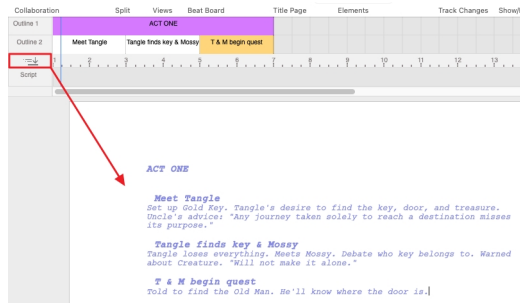 Collaboration Split Views Beat Board Title Page Elements Track Changes
Outline 1 ACT ONE
Outline 2 Meet Tangle Tangle finds key & Mossy T & M begin quest
1 2 3 4 5 6 7 8 9 10 11 12 13
Script
ACT ONE
Meet Tangle
Set up Gold Key. Tangle's desire to find the key, door, and treasure.
Uncle's advice: "Any journey taken solely to reach a destination misses
its purpose."
Tangle finds key & Mossy
Tangle loses everything. Meets Mossy. Debate who key belongs to. Warned
about Creature. "Will not make it alone."
T & M begin quest
Told to find the Old Man. He'll know where the door is.